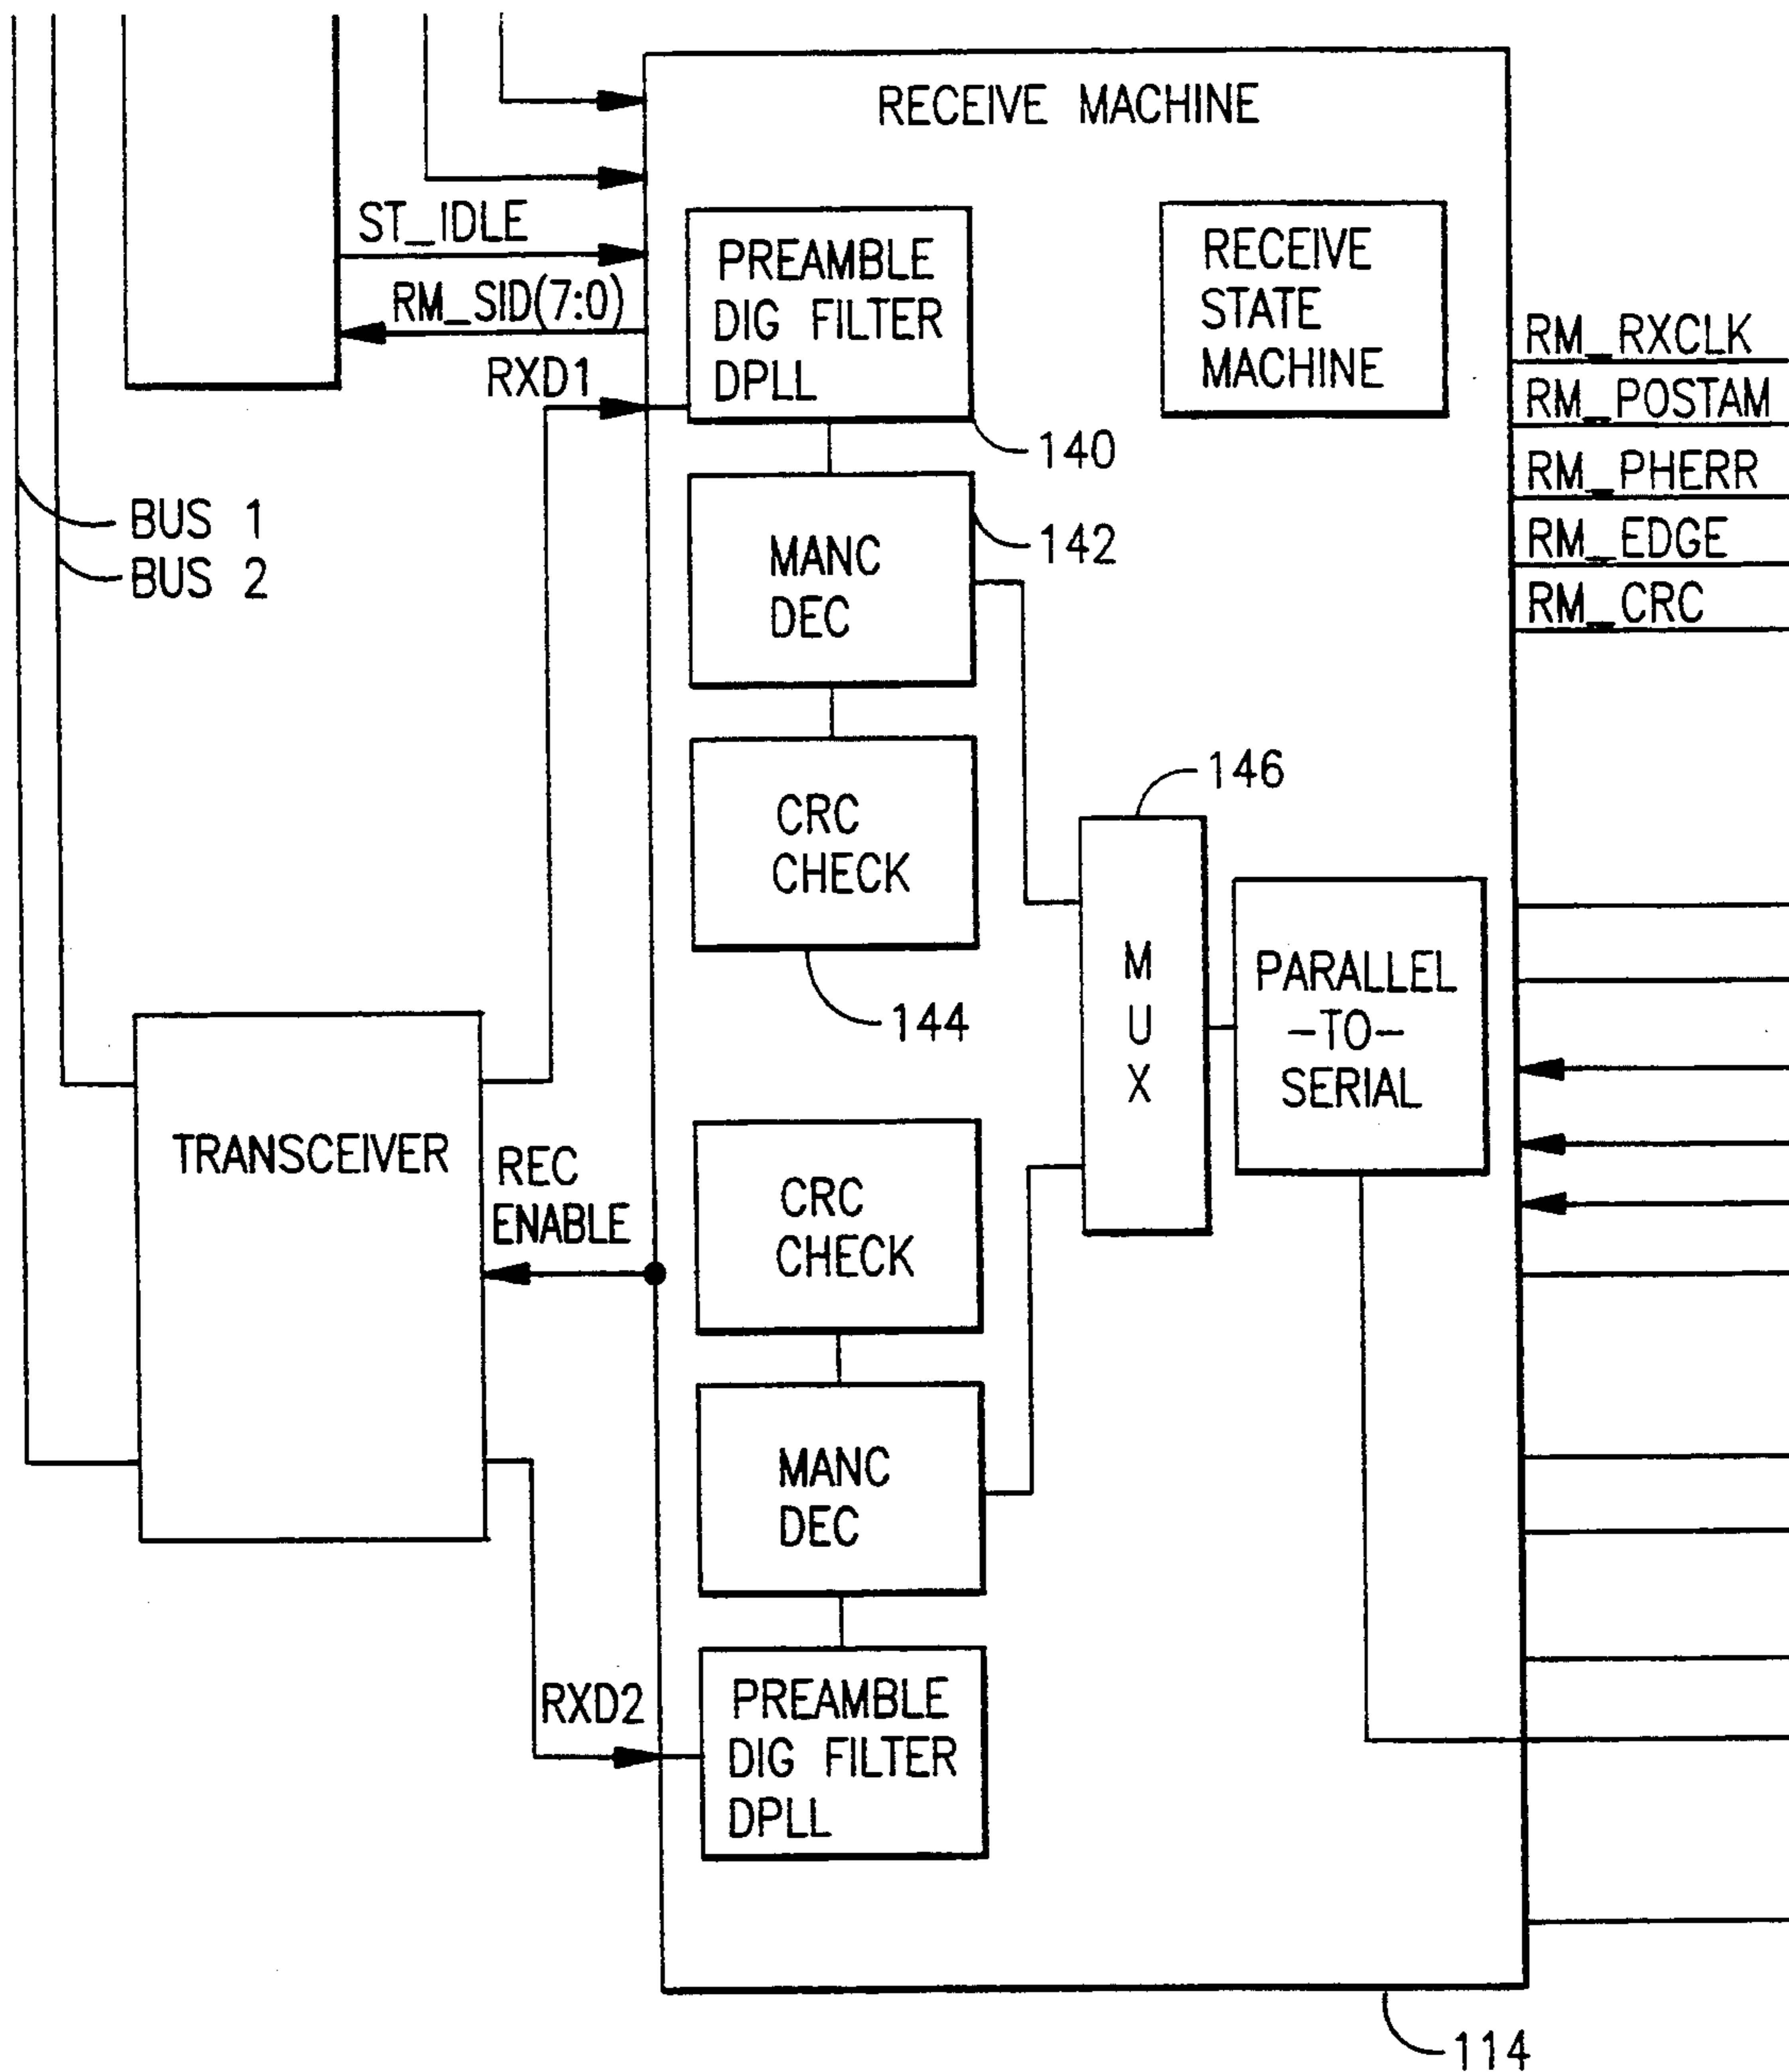 RECEIVE MACHINE
ST_IDLE
RM_SID(7:0)
RXD1
PREAMBLE
DIG FILTER
DPLL
140
RECEIVE
STATE
MACHINE
RM_RXCLK
RM_POSTAM
RM_PHERR
RM_EDGE
RM_CRC
BUS 1
BUS 2
MANC
DEC
142
CRC
CHECK
144
146
M
U
X
PARALLEL
-TO-
SERIAL
TRANSCEIVER
REC
ENABLE
CRC
CHECK
MANC
DEC
RXD2
PREAMBLE
DIG FILTER
DPLL
114